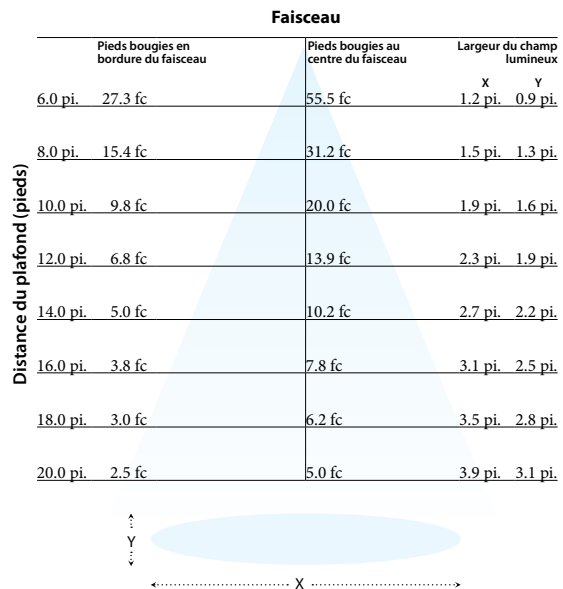 Faisceau
Pieds bougies en
bordure du faisceau
Pieds bougies au
centre du faisceau
Largeur du champ
lumineux
X Y
6.0 pi. 27.3 fc 55.5 fc 1.2 pi. 0.9 pi.
8.0 pi. 15.4 fc 31.2 fc 1.5 pi. 1.3 pi.
10.0 pi. 9.8 fc 20.0 fc 1.9 pi. 1.6 pi.
12.0 pi. 6.8 fc 13.9 fc 2.3 pi. 1.9 pi.
14.0 pi. 5.0 fc 10.2 fc 2.7 pi. 2.2 pi.
16.0 pi. 3.8 fc 7.8 fc 3.1 pi. 2.5 pi.
18.0 pi. 3.0 fc 6.2 fc 3.5 pi. 2.8 pi.
20.0 pi. 2.5 fc 5.0 fc 3.9 pi. 3.1 pi.
Distance du plafond (pieds)
Y
X